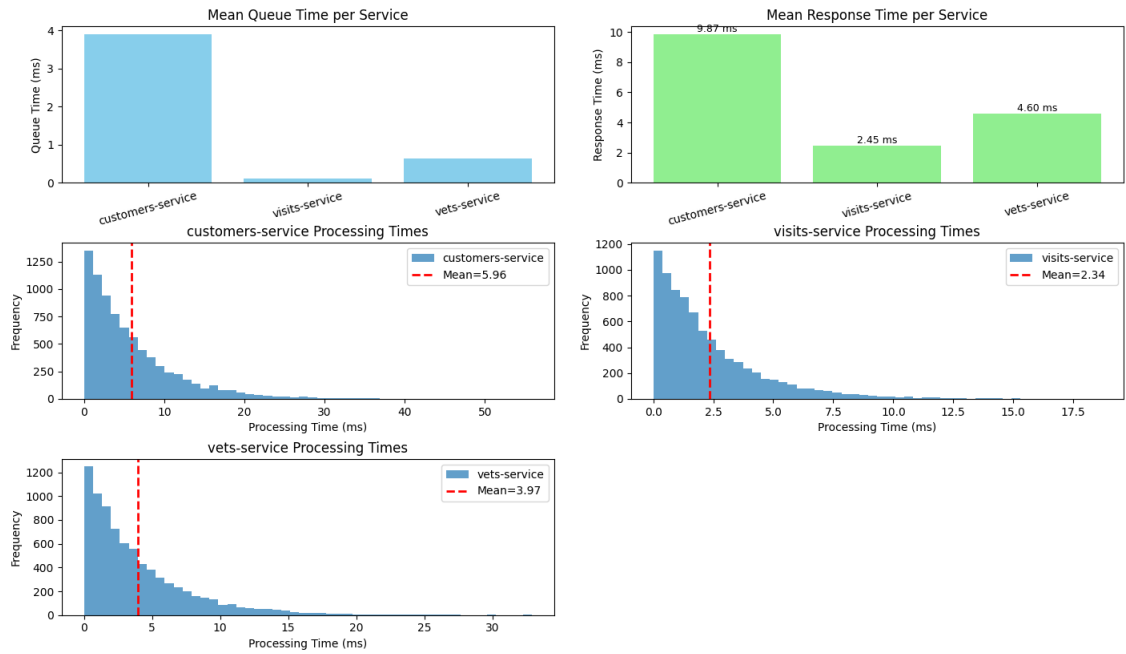 Mean Queue Time per Service
4
3
2
1
0
Queue Time (ms)
customers-service
visits-service
vets-service
Mean Response Time per Service
10
8
6
4
2
0
Response Time (ms)
9.87 ms
2.45 ms
4.60 ms
customers-service
visits-service
vets-service
customers-service Processing Times
1250
1000
750
500
250
0
Frequency
customers-service
Mean=5.96
0 10 20 30 40 50
Processing Time (ms)
visits-service Processing Times
1200
1000
800
600
400
200
0
Frequency
visits-service
Mean=2.34
0.0 2.5 5.0 7.5 10.0 12.5 15.0 17.5
Processing Time (ms)
vets-service Processing Times
1200
1000
800
600
400
200
0
Frequency
vets-service
Mean=3.97
0 5 10 15 20 25 30
Processing Time (ms)